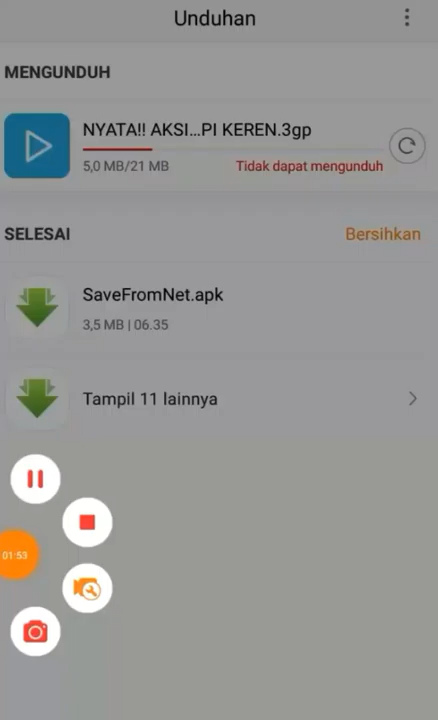 Unduhan
MENGUNDUH
NYATA!! AKSI...PI KEREN.3gp
5,0 MB/21 MB Tidak dapat mengunduh
SELESAI Bersihkan
SaveFromNet.apk
3,5 MB | 06.35
Tampil 11 lainnya
01:53